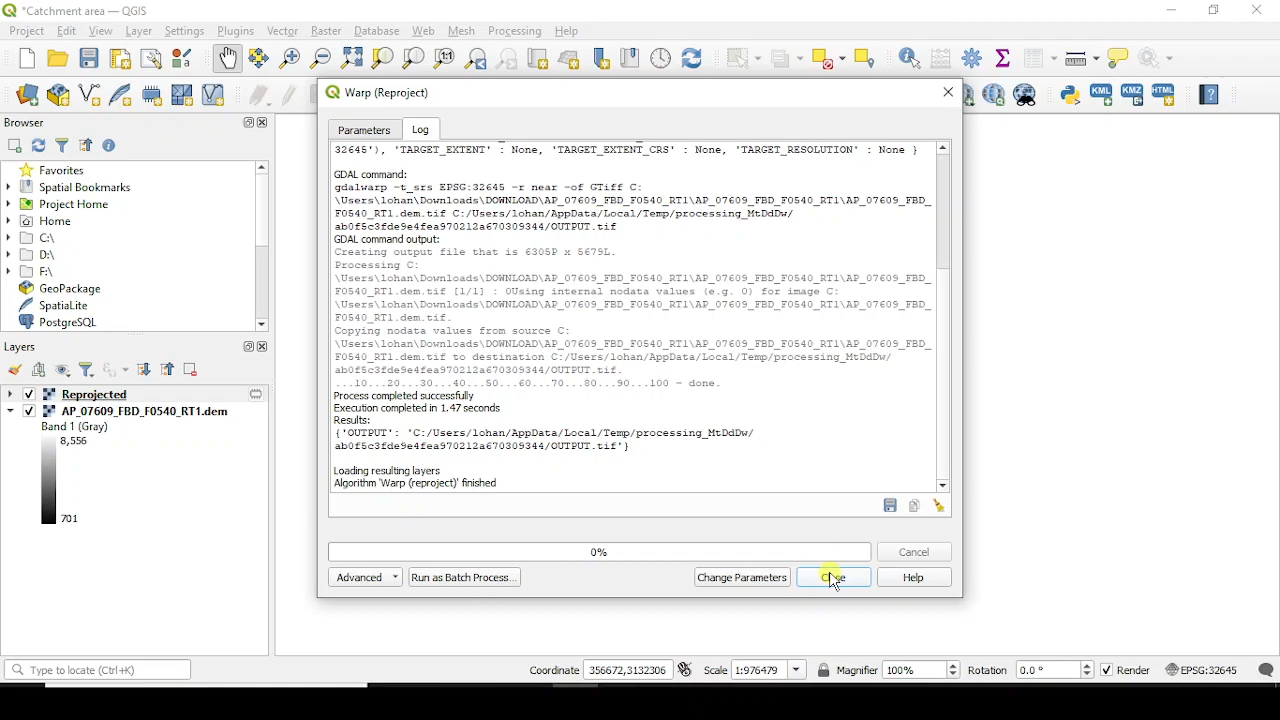 *Catchment area — QGIS
Project Edit View Layer Settings Plugins Vector Raster Database Web Mesh Processing Help
Warp (Reproject)
Browser
Parameters Log
Favorites
Spatial Bookmarks
Project Home
Home
C:\
D:\
F:\
GeoPackage
SpatiaLite
PostgreSQL
32645'), 'TARGET_EXTENT' : None, 'TARGET_EXTENT_CRS' : None, 'TARGET_RESOLUTION' : None }
GDAL command:
gdalwarp -t_srs EPSG:32645 -r near -of GTiff C:
\Users\lohan\Downloads\DOWNLOAD\AP_07609_FBD_F0540_RT1\AP_07609_FBD_F0540_RT1\AP_07609_FBD_
F0540_RT1.dem.tif C:/Users/lohan/AppData/Local/Temp/processing_MtDdDw/
ab0f5c3fde9e4fea970212a670309344/OUTPUT.tif
GDAL command output:
Creating output file that is 6305P x 5679L.
Processing C:
\Users\lohan\Downloads\DOWNLOAD\AP_07609_FBD_F0540_RT1\AP_07609_FBD_F0540_RT1\AP_07609_FBD_
F0540_RT1.dem.tif [1/1] : 0Using internal nodata values (e.g. 0) for image C:
\Users\lohan\Downloads\DOWNLOAD\AP_07609_FBD_F0540_RT1\AP_07609_FBD_F0540_RT1\AP_07609_FBD_
F0540_RT1.dem.tif.
Copying nodata values from source C:
\Users\lohan\Downloads\DOWNLOAD\AP_07609_FBD_F0540_RT1\AP_07609_FBD_F0540_RT1\AP_07609_FBD_
F0540_RT1.dem.tif to destination C:/Users/lohan/AppData/Local/Temp/processing_MtDdDw/
ab0f5c3fde9e4fea970212a670309344/OUTPUT.tif.
...10...20...30...40...50...60...70...80...90...100 - done.
Process completed successfully
Execution completed in 1.47 seconds
Results:
{'OUTPUT': 'C:/Users/lohan/AppData/Local/Temp/processing_MtDdDw/
ab0f5c3fde9e4fea970212a670309344/OUTPUT.tif'}
Loading resulting layers
Algorithm 'Warp (reproject)' finished
Layers
Reprojected
AP_07609_FBD_F0540_RT1.dem
Band 1 (Gray)
8,556
701
0% Cancel
Advanced Run as Batch Process... Change Parameters Close Help
Type to locate (Ctrl+K) Coordinate 356672,3132306 Scale 1:976479 Magnifier 100% Rotation 0.0 ° Render EPSG:32645